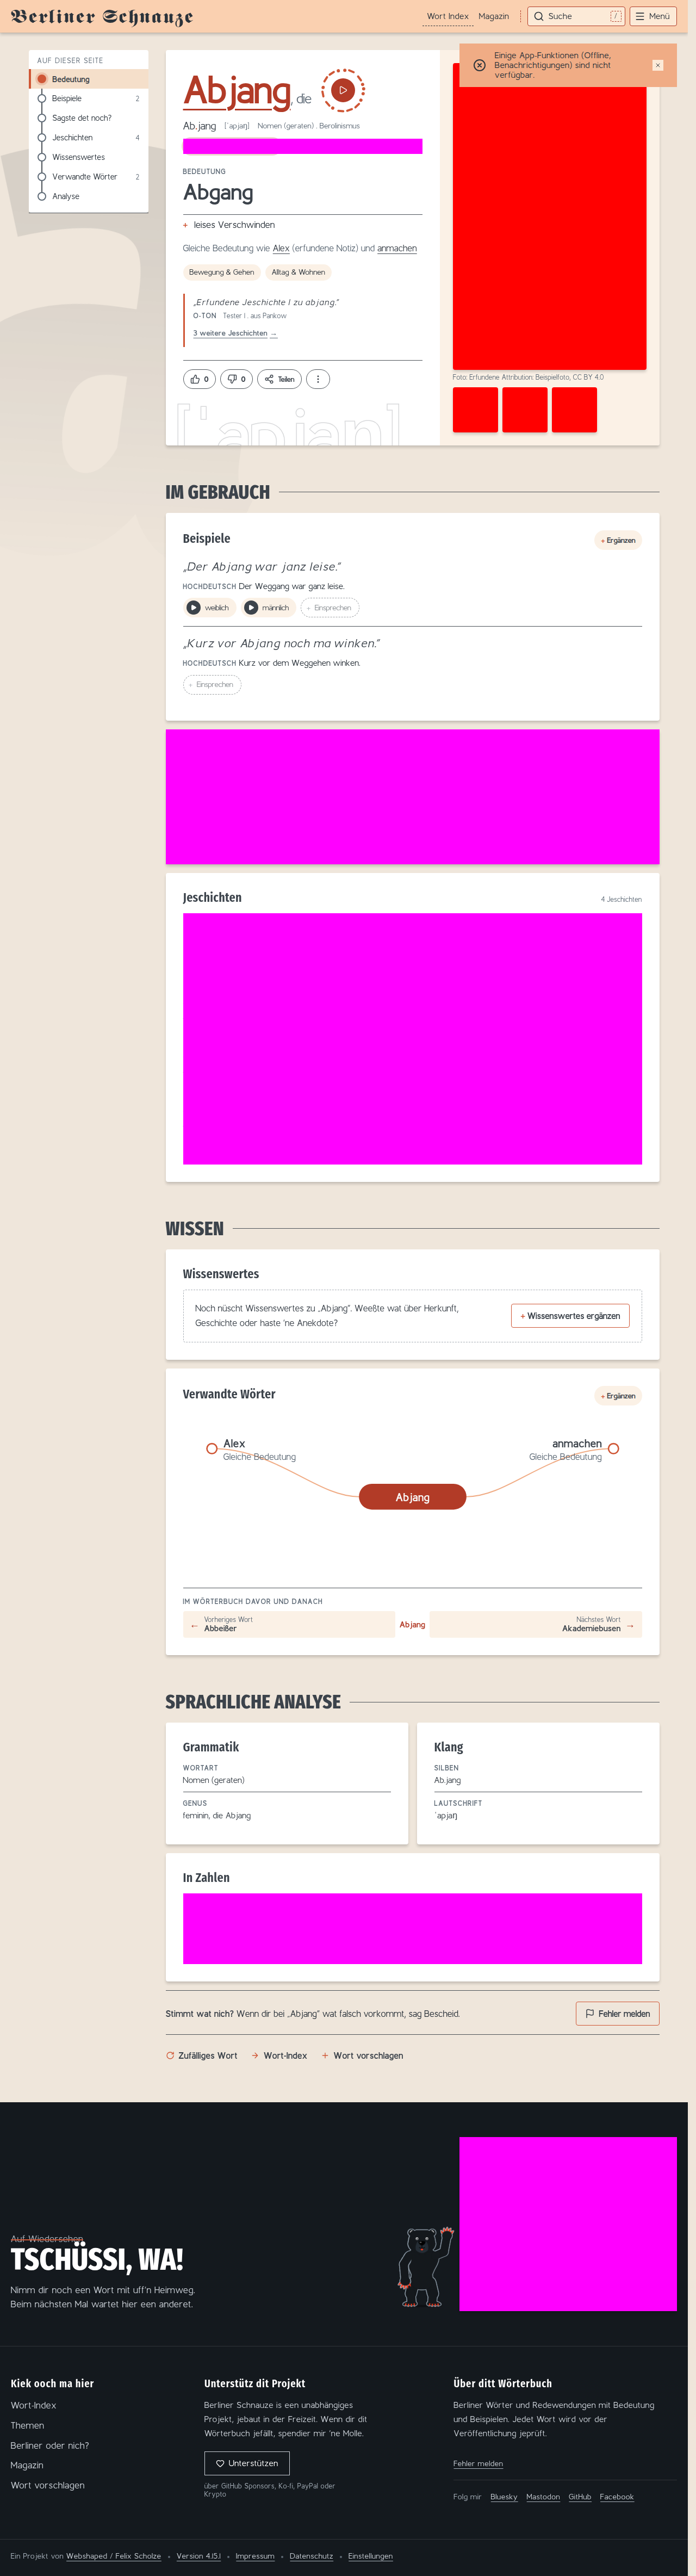 Berliner Schnauze
Wort Index
Magazin
Suche
/
Menü
Einige App-Funktionen (Offline,
Benachrichtigungen) sind nicht
verfügbar.
AUF DIESER SEITE
Bedeutung
Beispiele 2
Sagste det noch?
Jeschichten 4
Wissenswertes
Verwandte Wörter 2
Analyse
Abjang, die
Ab.jang [ˈapjaŋ] Nomen (geraten) . Berolinismus
BEDEUTUNG
Abgang
+ leises Verschwinden
Gleiche Bedeutung wie Alex (erfundene Notiz) und anmachen
Bewegung & Gehen
Alltag & Wohnen
„Erfundene Jeschichte 1 zu abjang.“
O-TON Tester 1 . aus Pankow
3 weitere Jeschichten →
0
0
Teilen
[ˈapjaŋ]
Foto: Erfundene Attribution: Beispielfoto, CC BY 4.0
IM GEBRAUCH
Beispiele
+ Ergänzen
„Der Abjang war janz leise.“
HOCHDEUTSCH Der Weggang war ganz leise.
weiblich
männlich
+ Einsprechen
„Kurz vor Abjang noch ma winken.“
HOCHDEUTSCH Kurz vor dem Weggehen winken.
+ Einsprechen
Jeschichten
4 Jeschichten
WISSEN
Wissenswertes
Noch nüscht Wissenswertes zu „Abjang“. Weeßte wat über Herkunft,
Geschichte oder haste 'ne Anekdote?
+ Wissenswertes ergänzen
Verwandte Wörter
+ Ergänzen
Alex
Gleiche Bedeutung
anmachen
Gleiche Bedeutung
Abjang
IM WÖRTERBUCH DAVOR UND DANACH
← Vorheriges Wort
Abbeißer
Abjang
Nächstes Wort
Akademiebusen →
SPRACHLICHE ANALYSE
Grammatik
WORTART
Nomen (geraten)
GENUS
feminin, die Abjang
Klang
SILBEN
Ab.jang
LAUTSCHRIFT
ˈapjaŋ
In Zahlen
Stimmt wat nich? Wenn dir bei „Abjang“ wat falsch vorkommt, sag Bescheid.
Fehler melden
Zufälliges Wort
→ Wort-Index
+ Wort vorschlagen
Auf Wiedersehen
TSCHÜSSI, WA!
Nimm dir noch een Wort mit uff'n Heimweg.
Beim nächsten Mal wartet hier een anderet.
Kiek ooch ma hier
Wort-Index
Themen
Berliner oder nich?
Magazin
Wort vorschlagen
Unterstütz dit Projekt
Berliner Schnauze is een unabhängiges
Projekt, jebaut in der Freizeit. Wenn dir dit
Wörterbuch jefällt, spendier mir 'ne Molle.
Unterstützen
über GitHub Sponsors, Ko-fi, PayPal oder
Krypto
Über ditt Wörterbuch
Berliner Wörter und Redewendungen mit Bedeutung
und Beispielen. Jedet Wort wird vor der
Veröffentlichung jeprüft.
Fehler melden
Folg mir Bluesky Mastodon GitHub Facebook
Ein Projekt von Webshaped / Felix Scholze • Version 4.15.1 • Impressum • Datenschutz • Einstellungen